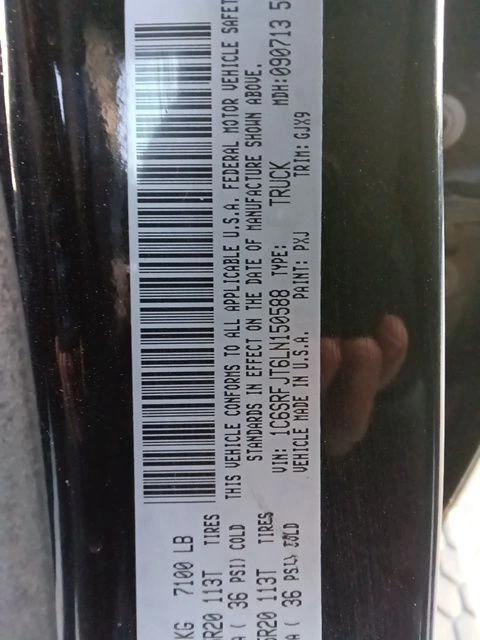 KG 7100 LB
R20 113T TIRES
( 36 PSI) COLD
THIS VEHICLE CONFORMS TO ALL APPLICABLE U.S.A. FEDERAL MOTOR VEHICLE SAFET
STANDARDS IN EFFECT ON THE DATE OF MANUFACTURE SHOWN ABOVE.
VIN: 1C6SRFJT6LN150588 TYPE: TRUCK MDH:090713 5
VEHICLE MADE IN U.S.A. PAINT: PXJ TRIM: GJX9
R20 113T TIRES
( 36 PSI) COLD